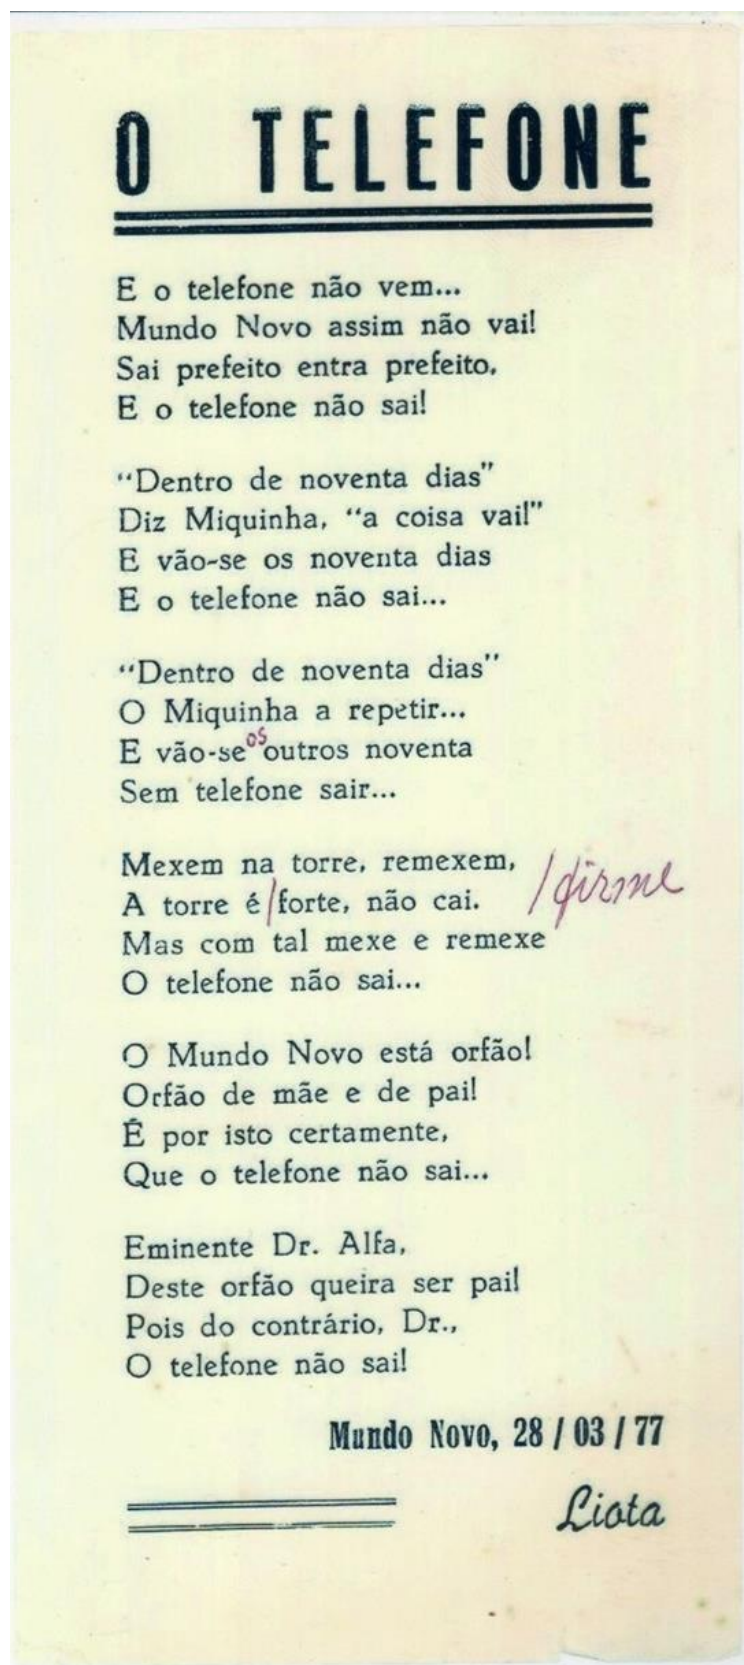 O TELEFONE
E o telefone não vem...
Mundo Novo assim não vai!
Sai prefeito entra prefeito,
E o telefone não sai!
“Dentro de noventa dias”
Diz Miquinha, “a coisa vai!”
E vão-se os noventa dias
E o telefone não sai...
“Dentro de noventa dias”
O Miquinha a repetir...
E vão-se os outros noventa
Sem telefone sair...
Mexem na torre, remexem,
A torre é / forte, não cai. / firme
Mas com tal mexe e remexe
O telefone não sai...
O Mundo Novo está orfão!
Orfão de mãe e de pai!
É por isto certamente,
Que o telefone não sai...
Eminente Dr. Alfa,
Deste orfão queira ser pai!
Pois do contrário, Dr.,
O telefone não sai!
Mundo Novo, 28 / 03 / 77
Liota